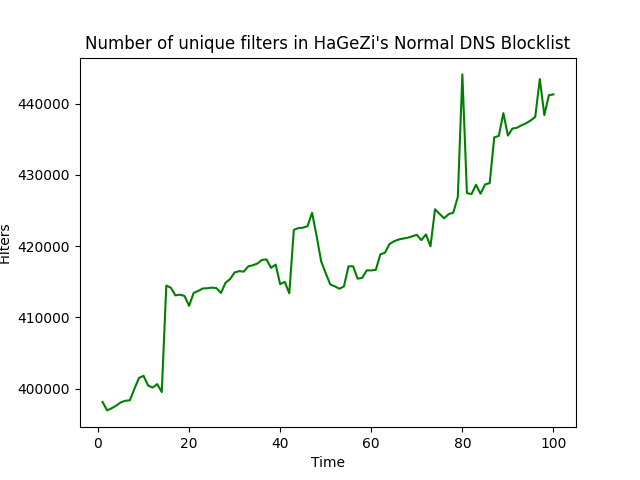 Number of unique filters in HaGeZi's Normal DNS Blocklist
440000
430000
420000
410000
400000
Filters
0 20 40 60 80 100
Time